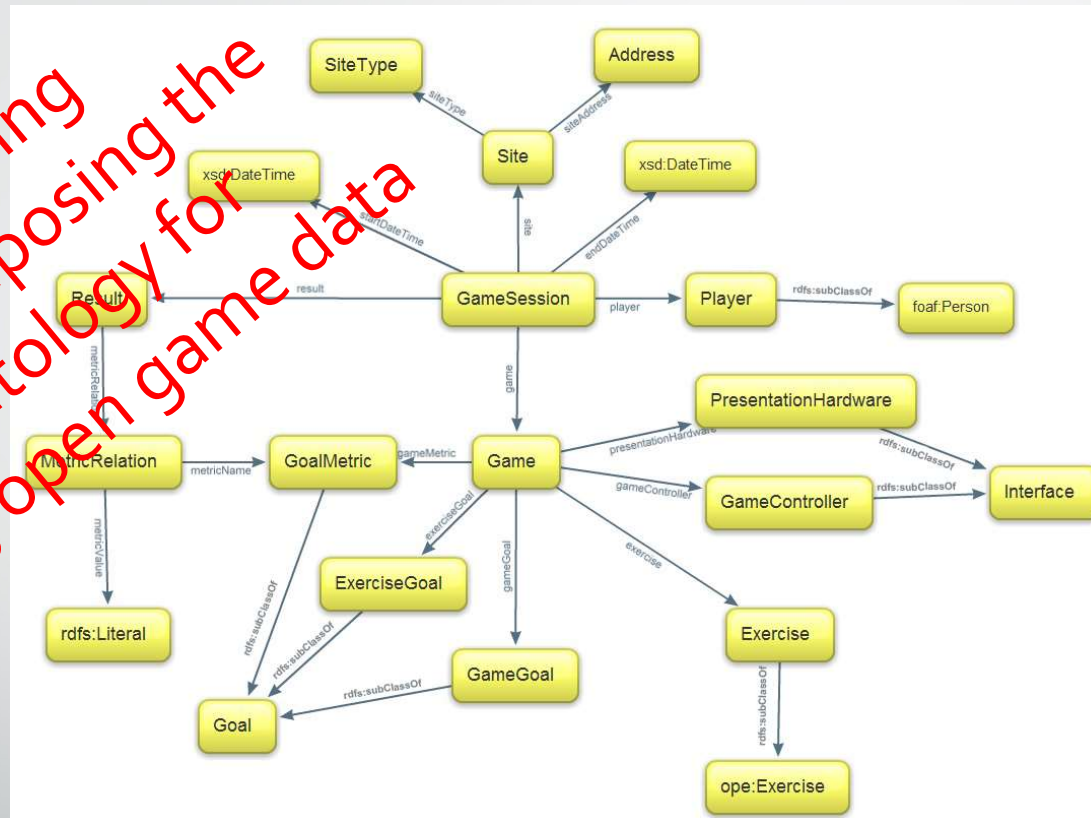 ing
posing the
tology for
open game data
SiteType
Address
siteType
siteAddress
Site
xsd:DateTime
xsd:DateTime
startDateTime
site
endDateTime
Result
result
GameSession
player
Player
rdfs:subClassOf
foaf:Person
metricRelati
game
PresentationHardware
presentationHardware
rdfs:subClassOf
MetricRelation
metricName
GoalMetric
gameMetric
Game
gameController
GameController
rdfs:subClassOf
Interface
metricValue
exerciseGoal
gameGoal
exercise
ExerciseGoal
rdfs:subClassOf
rdfs:subClassOf
rdfs:Literal
Exercise
GameGoal
rdfs:subClassOf
rdfs:subClassOf
Goal
ope:Exercise